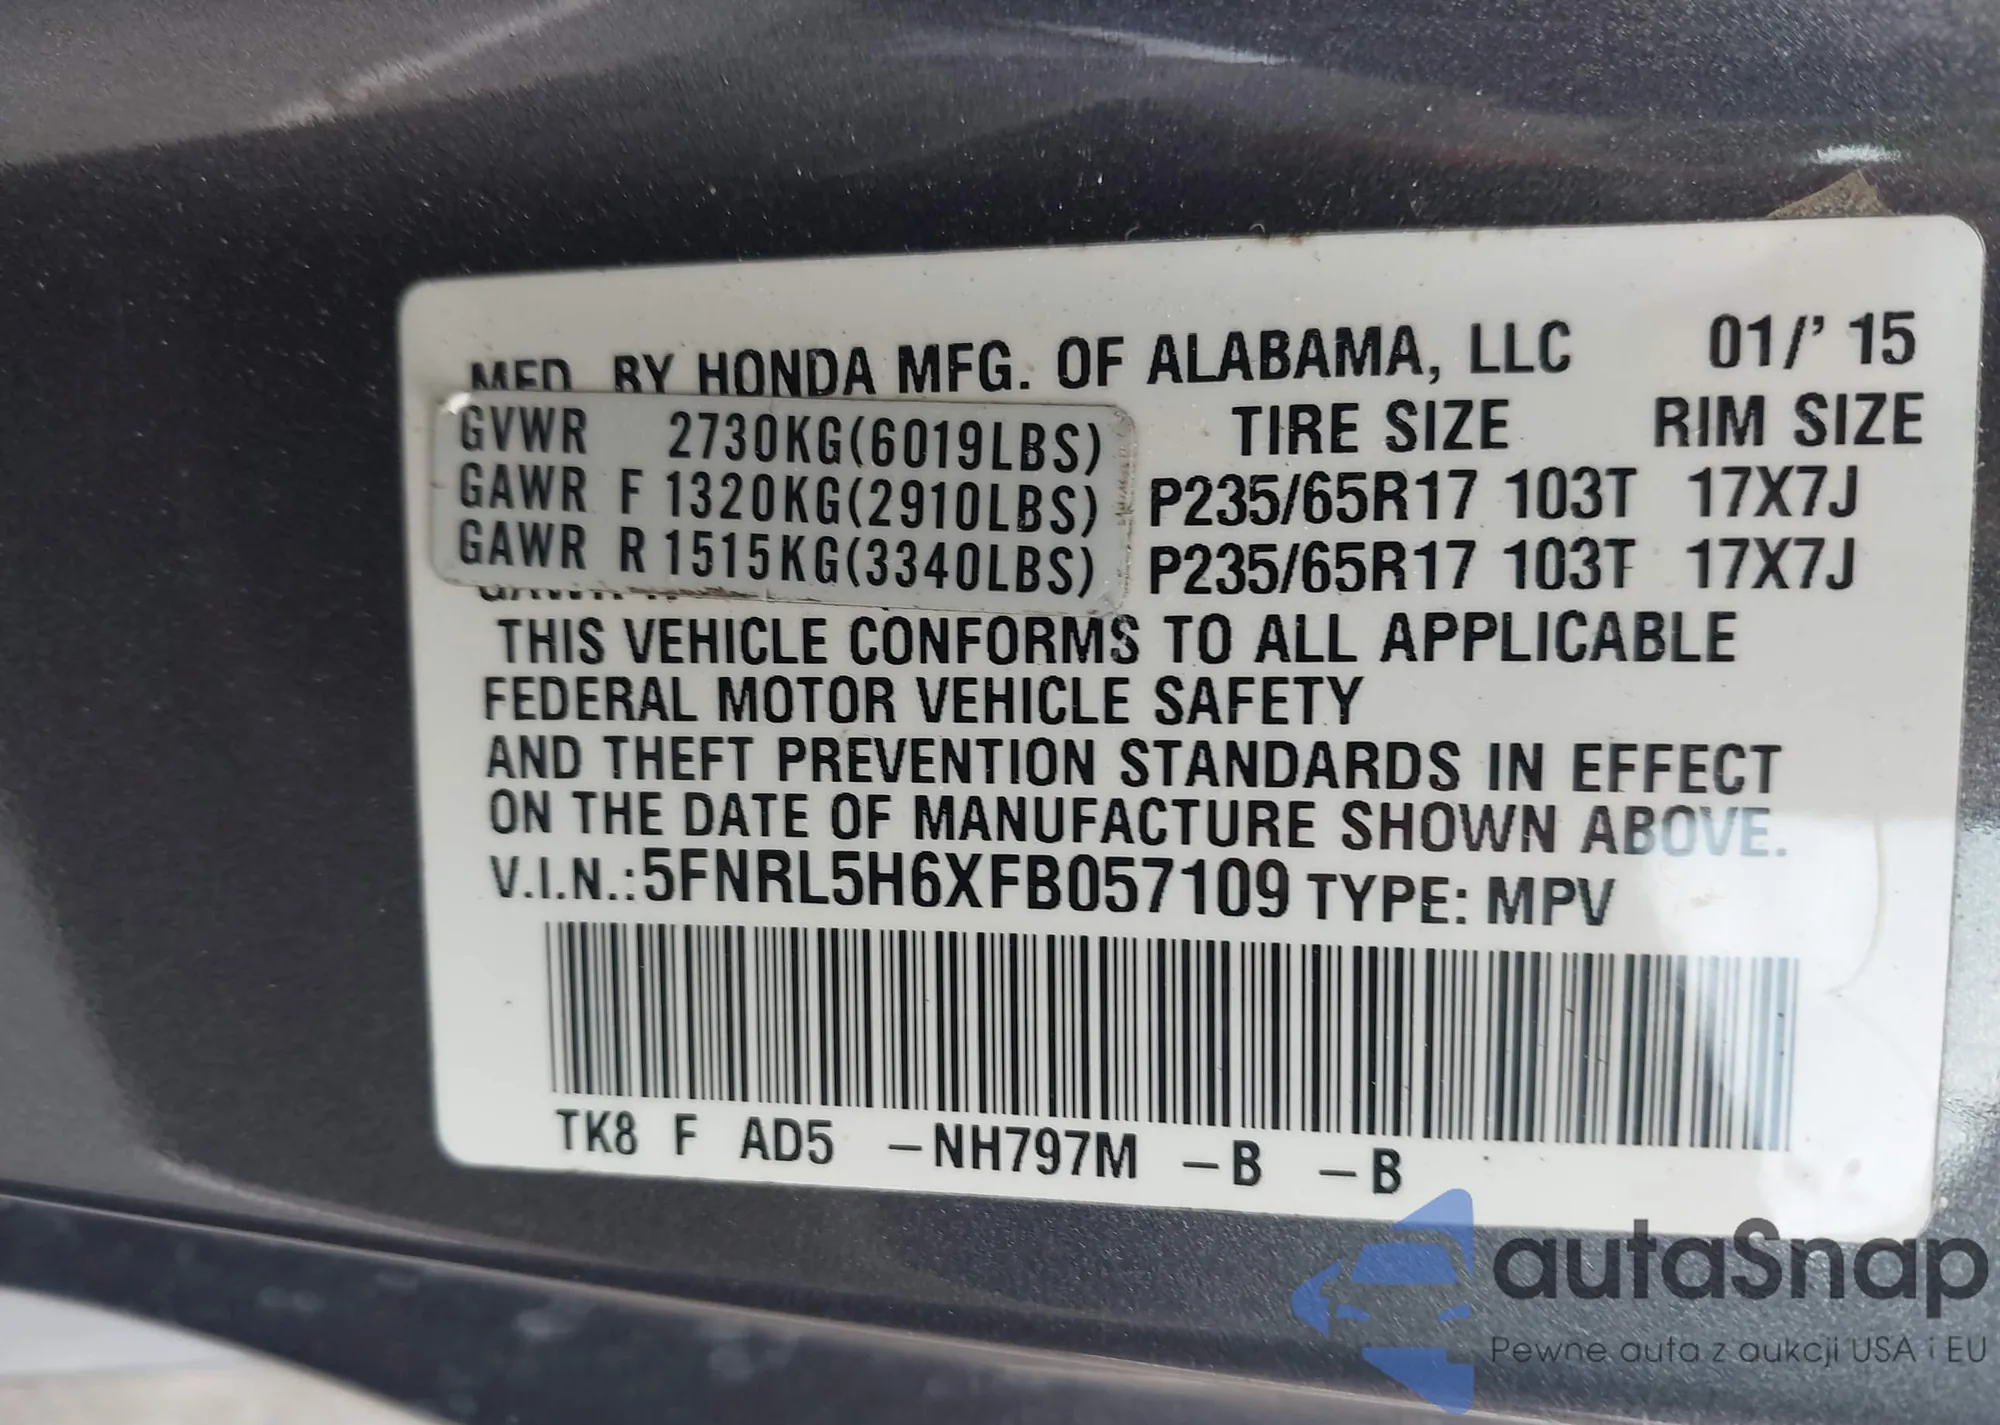 MFD. BY HONDA MFG. OF ALABAMA, LLC 01/’15
TIRE SIZE RIM SIZE
GVWR 2730KG(6019LBS)
GAWR F 1320KG(2910LBS) P235/65R17 103T 17X7J
GAWR R 1515KG(3340LBS) P235/65R17 103T 17X7J
THIS VEHICLE CONFORMS TO ALL APPLICABLE
FEDERAL MOTOR VEHICLE SAFETY
AND THEFT PREVENTION STANDARDS IN EFFECT
ON THE DATE OF MANUFACTURE SHOWN ABOVE.
V.I.N.:5FNRL5H6XFB057109 TYPE: MPV
TK8 F AD5 –NH797M –B –B
autaSnap
Pewne auta z aukcji USA i EU